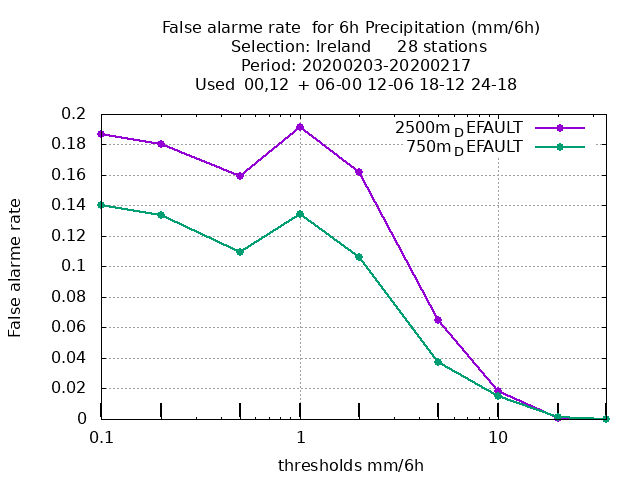 False alarme rate  for 6h Precipitation (mm/6h)
Selection: Ireland     28 stations
Period: 20200203-20200217
Used  00,12  + 06-00 12-06 18-12 24-18
2500m_DEFAULT
750m_DEFAULT
False alarme rate
0.2
0.18
0.16
0.14
0.12
0.1
0.08
0.06
0.04
0.02
0
0.1 1 10
thresholds mm/6h